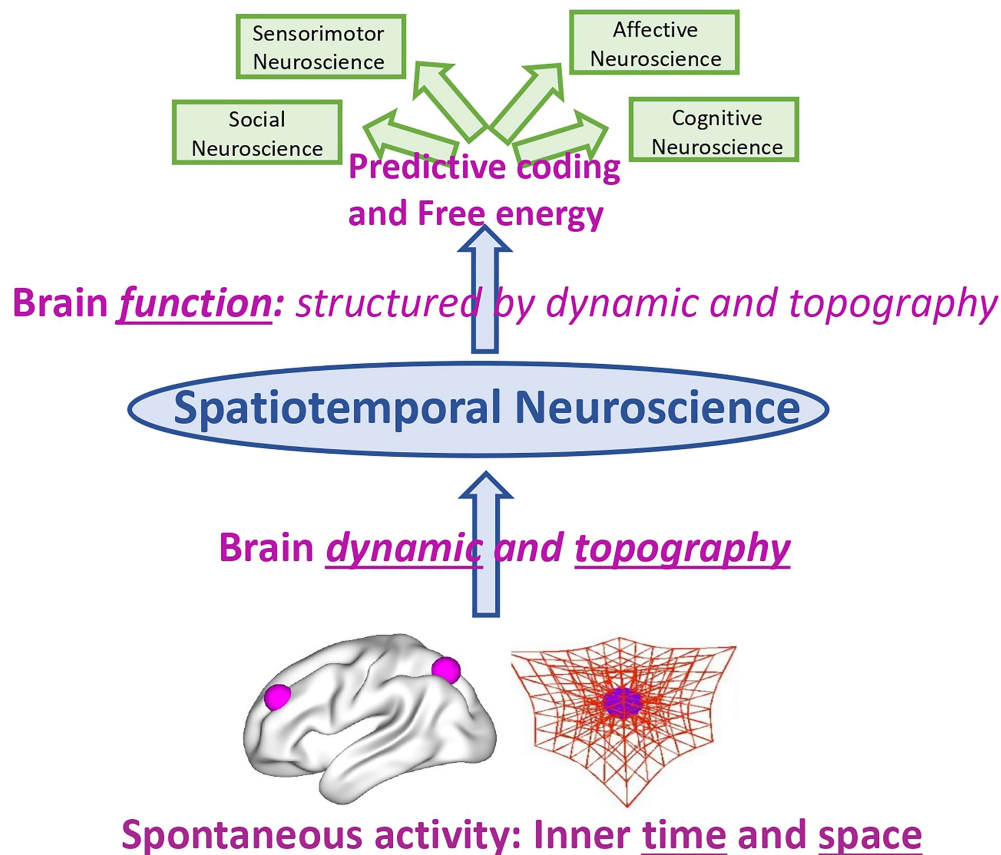 Sensorimotor
Neuroscience
Affective
Neuroscience
Social
Neuroscience
Cognitive
Neuroscience
Predictive coding
and Free energy
Brain function: structured by dynamic and topography
Spatiotemporal Neuroscience
Brain dynamic and topography
Spontaneous activity: Inner time and space